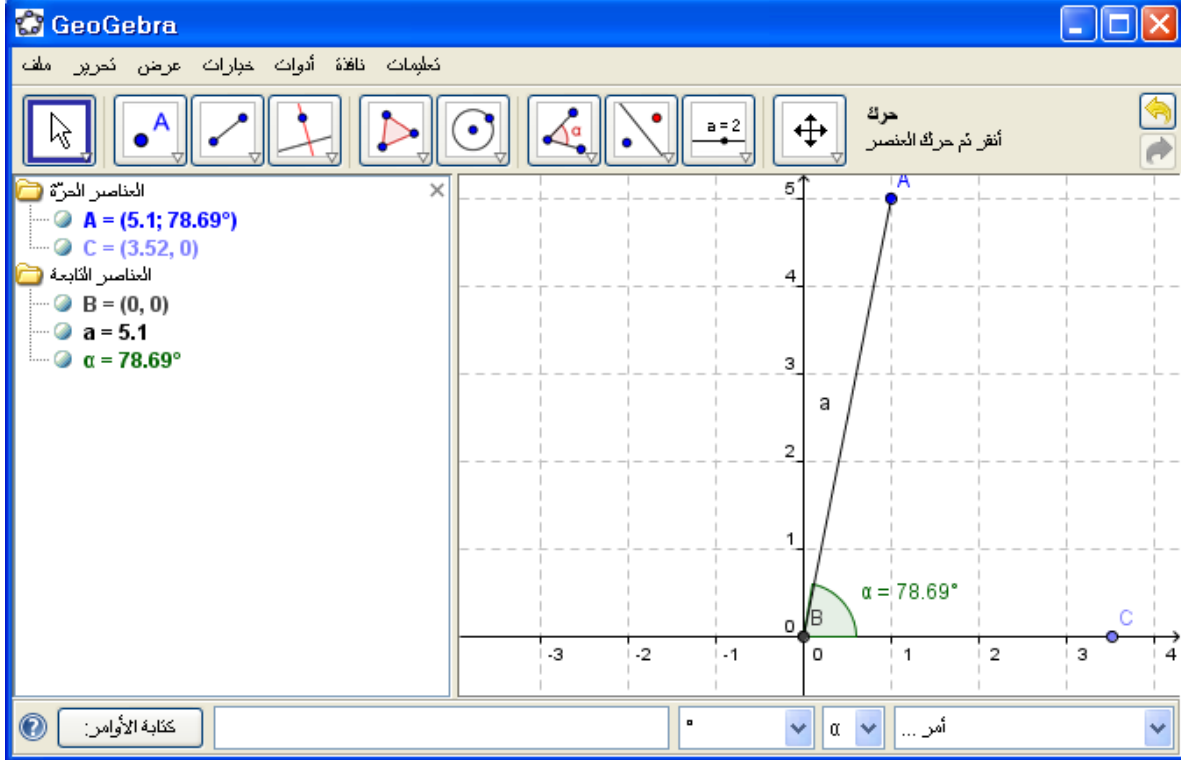 GeoGebra
ملف تحرير عرض خيارات أدوات نافذة تعليمات
A
α
a = 2
حرك
أنقر ثم حرك العنصر
العناصر الحرّة
A = (5.1; 78.69°)
C = (3.52, 0)
العناصر التابعة
B = (0, 0)
a = 5.1
α = 78.69°
5
A
4
3
a
2
1
α = 78.69°
0
B
C
-3 -2 -1 0 1 2 3 4
كتابة الأوامر:
° α أمر ...